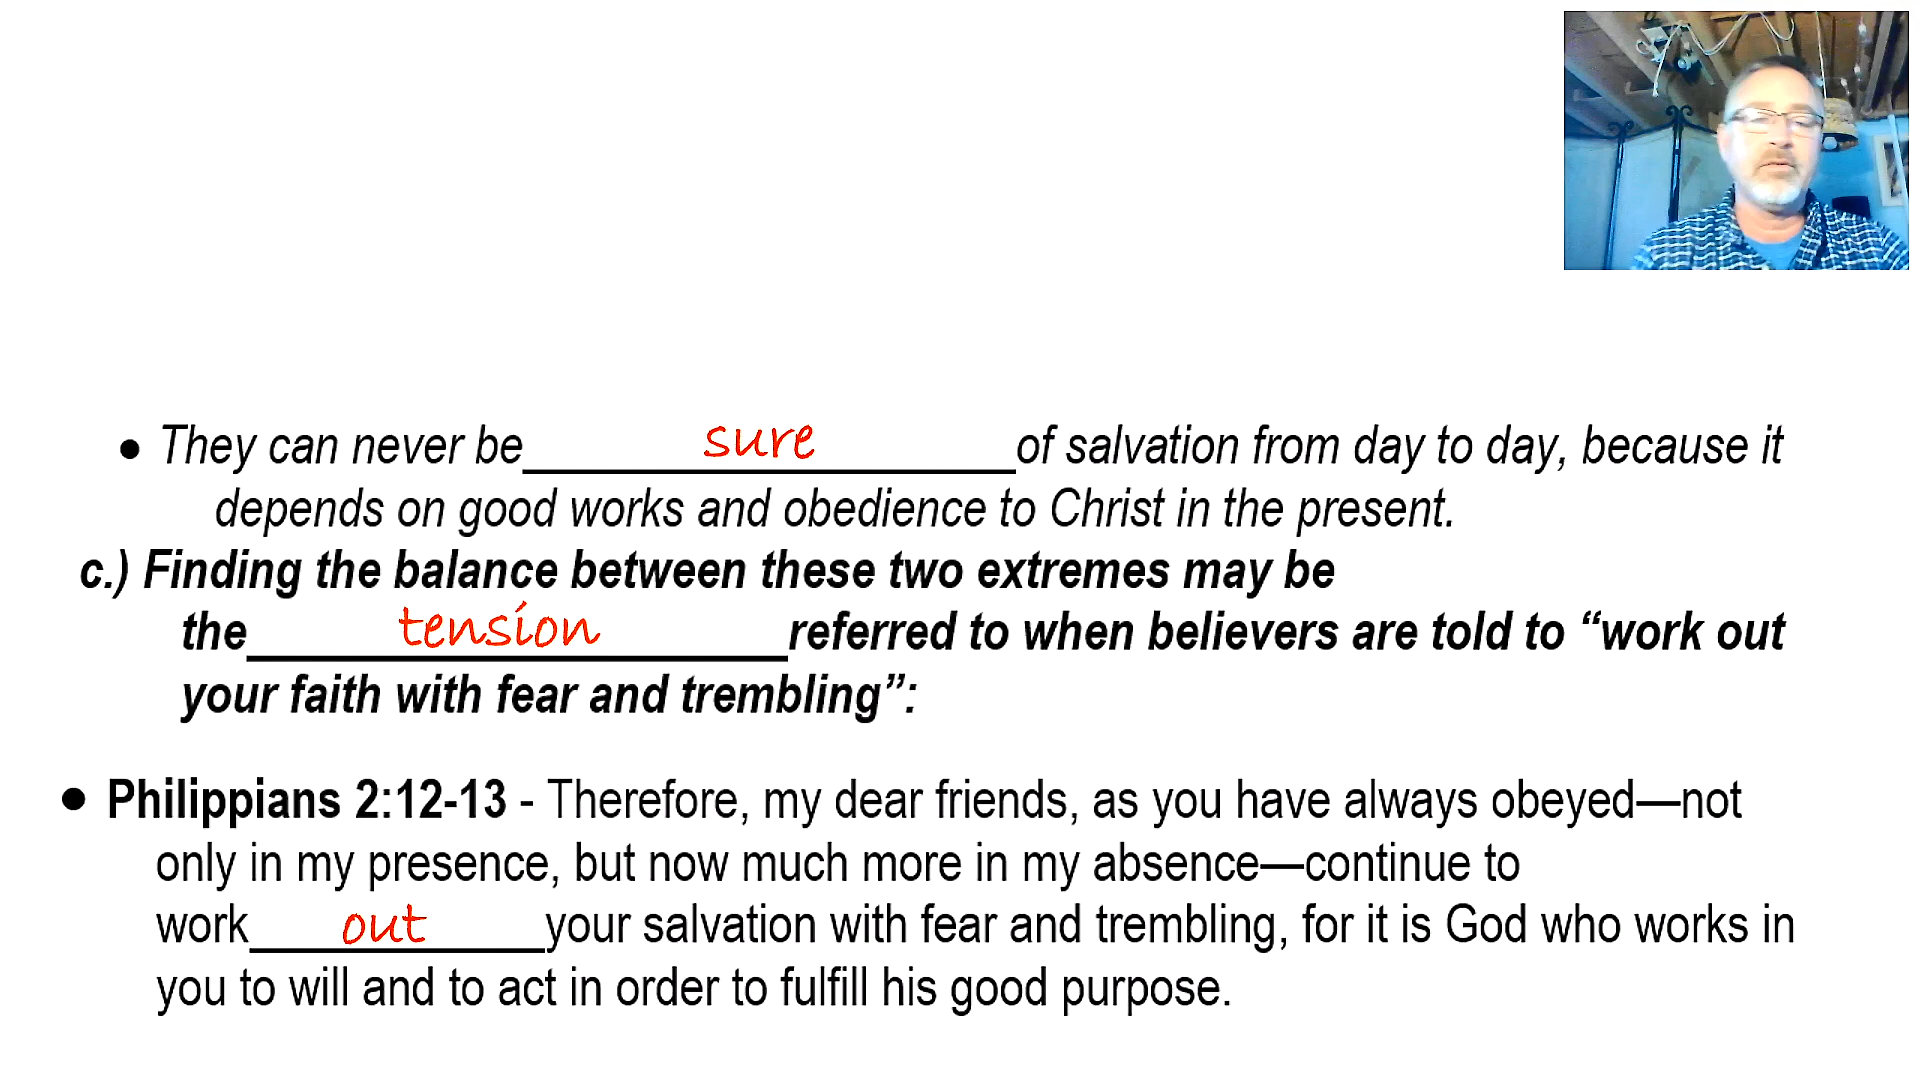 • They can never be sure of salvation from day to day, because it
depends on good works and obedience to Christ in the present.
c.) Finding the balance between these two extremes may be
the tension referred to when believers are told to “work out
your faith with fear and trembling”:
• Philippians 2:12-13 - Therefore, my dear friends, as you have always obeyed—not
only in my presence, but now much more in my absence—continue to
work out your salvation with fear and trembling, for it is God who works in
you to will and to act in order to fulfill his good purpose.